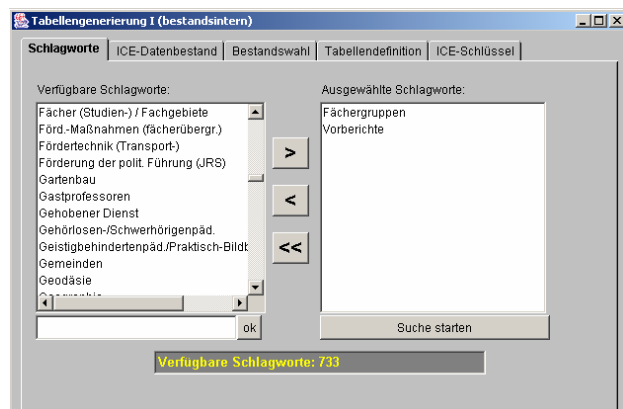 Tabellengenerierung I (bestandsintern)
Schlagworte
ICE-Datenbestand
Bestandswahl
Tabellendefinition
ICE-Schlüssel
Verfügbare Schlagworte:
Fächer (Studien-) / Fachgebiete
Förd.-Maßnahmen (fächerübergr.)
Fördertechnik (Transport-)
Förderung der polit. Führung (JRS)
Gartenbau
Gastprofessoren
Gehobener Dienst
Gehörlosen-/Schwerhörigenpäd.
Geistigbehindertenpäd./Praktisch-Bildb
Gemeinden
Geodäsie
ok
>
<
<<
Ausgewählte Schlagworte:
Fächergruppen
Vorberichte
Suche starten
Verfügbare Schlagworte: 733